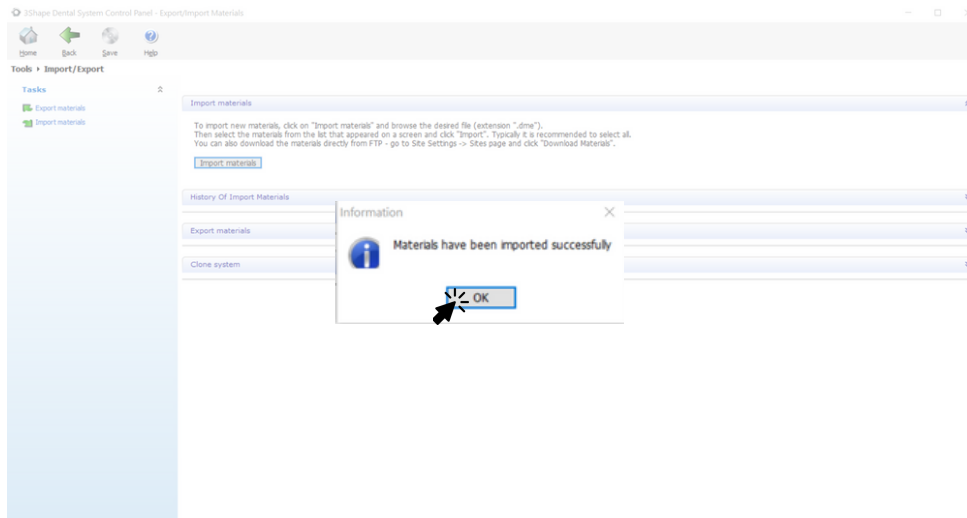 3Shape Dental System Control Panel - Export/Import Materials
Home Back Save Help
Tools › Import/Export
Tasks
Export materials
Import materials
Import materials
To import new materials, click on "Import materials" and browse the desired file (extension ".dme").
Then select the materials from the list that appeared on a screen and click "Import". Typically it is recommended to select all.
You can also download the materials directly from FTP - go to Site Settings -> Sites page and click "Download Materials".
Import materials
History Of Import Materials
Export materials
Clone system
Information
Materials have been imported successfully
OK